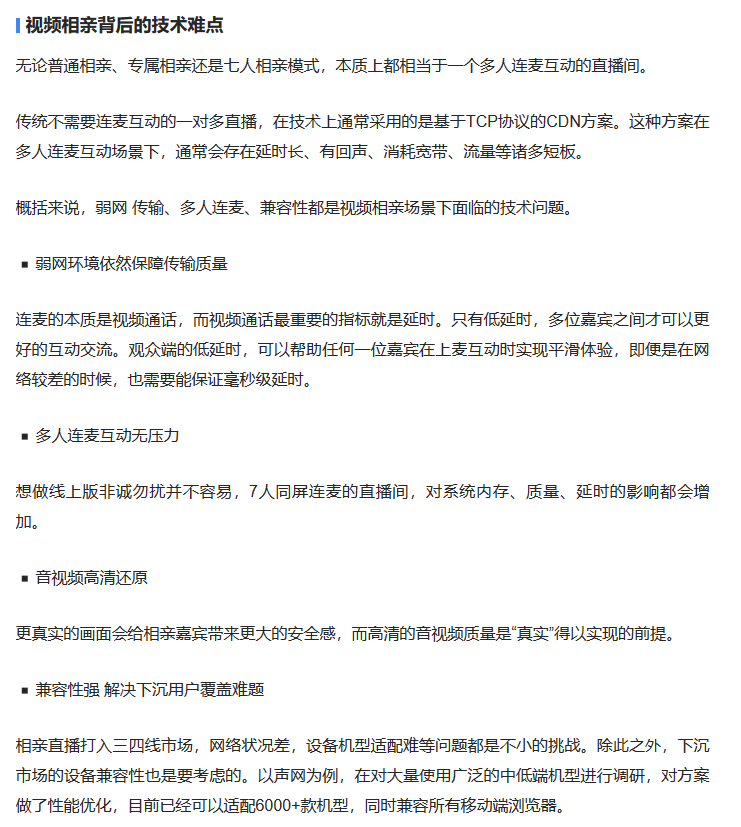 视频相亲背后的技术难点
无论普通相亲、专属相亲还是七人相亲模式，本质上都相当于一个多人连麦互动的直播间。
传统不需要连麦互动的一对多直播，在技术上通常采用的是基于TCP协议的CDN方案。这种方案在
多人连麦互动场景下，通常会存在延时长、有回声、消耗宽带、流量等诸多短板。
概括来说，弱网 传输、多人连麦、兼容性都是视频相亲场景下面临的技术问题。
▪ 弱网环境依然保障传输质量
连麦的本质是视频通话，而视频通话最重要的指标就是延时。只有低延时，多位嘉宾之间才可以更
好的互动交流。观众端的低延时，可以帮助任何一位嘉宾在上麦互动时实现平滑体验，即便是在网
络较差的时候，也需要能保证毫秒级延时。
▪ 多人连麦互动无压力
想做线上版非诚勿扰并不容易，7人同屏连麦的直播间，对系统内存、质量、延时的影响都会增
加。
▪ 音视频高清还原
更真实的画面会给相亲嘉宾带来更大的安全感，而高清的音视频质量是“真实”得以实现的前提。
▪ 兼容性强 解决下沉用户覆盖难题
相亲直播打入三四线市场，网络状况差，设备机型适配难等问题都是不小的挑战。除此之外，下沉
市场的设备兼容性也是要考虑的。以声网为例，在对大量使用广泛的中低端机型进行调研，对方案
做了性能优化，目前已经可以适配6000+款机型，同时兼容所有移动端浏览器。